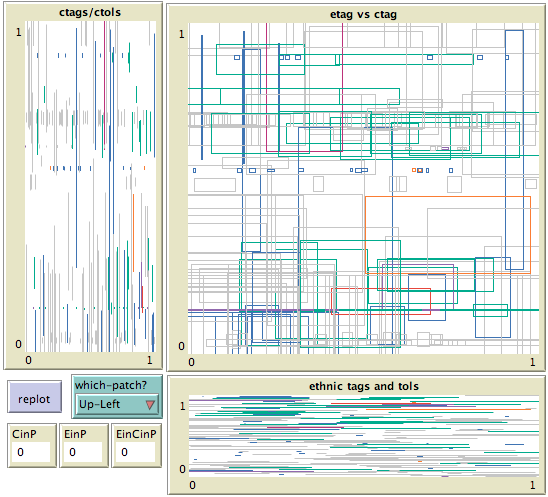 ctags/ctols
1
0
0 1
etag vs ctag
1
0
0 1
replot
which-patch?
Up-Left
CinP
0
EinP
0
EinCinP
0
ethnic tags and tols
1
0
0 1